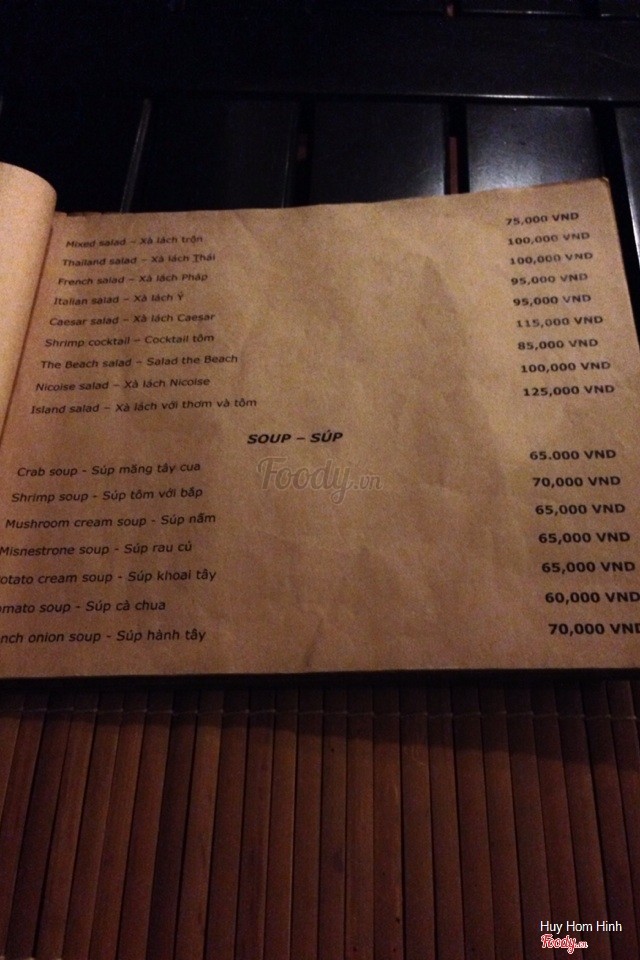 Mixed salad – Xà lách trộn 75,000 VND
Thailand salad – Xà lách Thái 100,000 VND
French salad – Xà lách Pháp 100,000 VND
Italian salad – Xà lách Ý 95,000 VND
Caesar salad – Xà lách Caesar 95,000 VND
Shrimp cocktail – Cocktail tôm 115,000 VND
The Beach salad – Salad the Beach 85,000 VND
Nicoise salad – Xà lách Nicoise 100,000 VND
Island salad – Xà lách với thơm và tôm 125,000 VND
SOUP – SÚP
Crab soup - Súp măng tây cua 65.000 VND
Shrimp soup - Súp tôm với bắp 70,000 VND
Mushroom cream soup - Súp nấm 65,000 VND
Misnestrone soup - Súp rau củ 65,000 VND
otato cream soup - Súp khoai tây 65,000 VND
mato soup - Súp cà chua 60,000 VND
nch onion soup - Súp hành tây 70,000 VND
Foody.vn
Huy Hom Hinh
Foody.vn